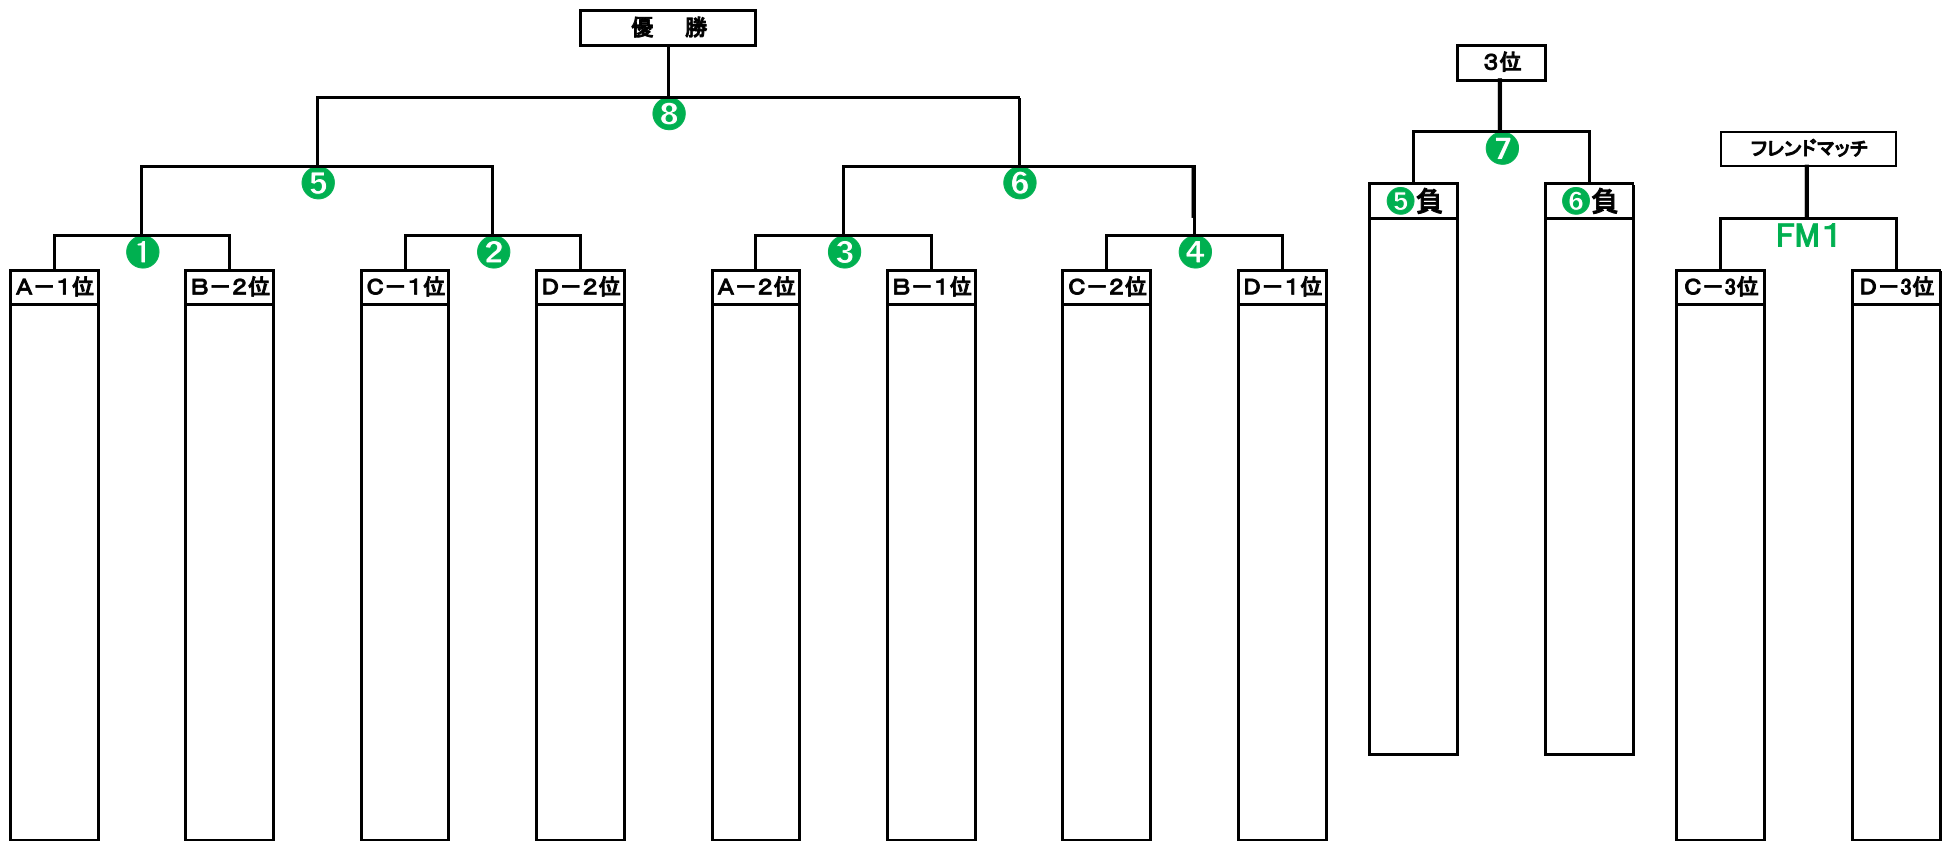 優　勝
３位
❽
❼
フレンドマッチ
❺
❻
❺負
❻負
FM1
❶
❷
❸
❹
Ａ－１位
Ｂ－２位
Ｃ－１位
Ｄ－２位
Ａ－２位
Ｂ－１位
Ｃ－２位
Ｄ－１位
Ｃ－３位
Ｄ－３位